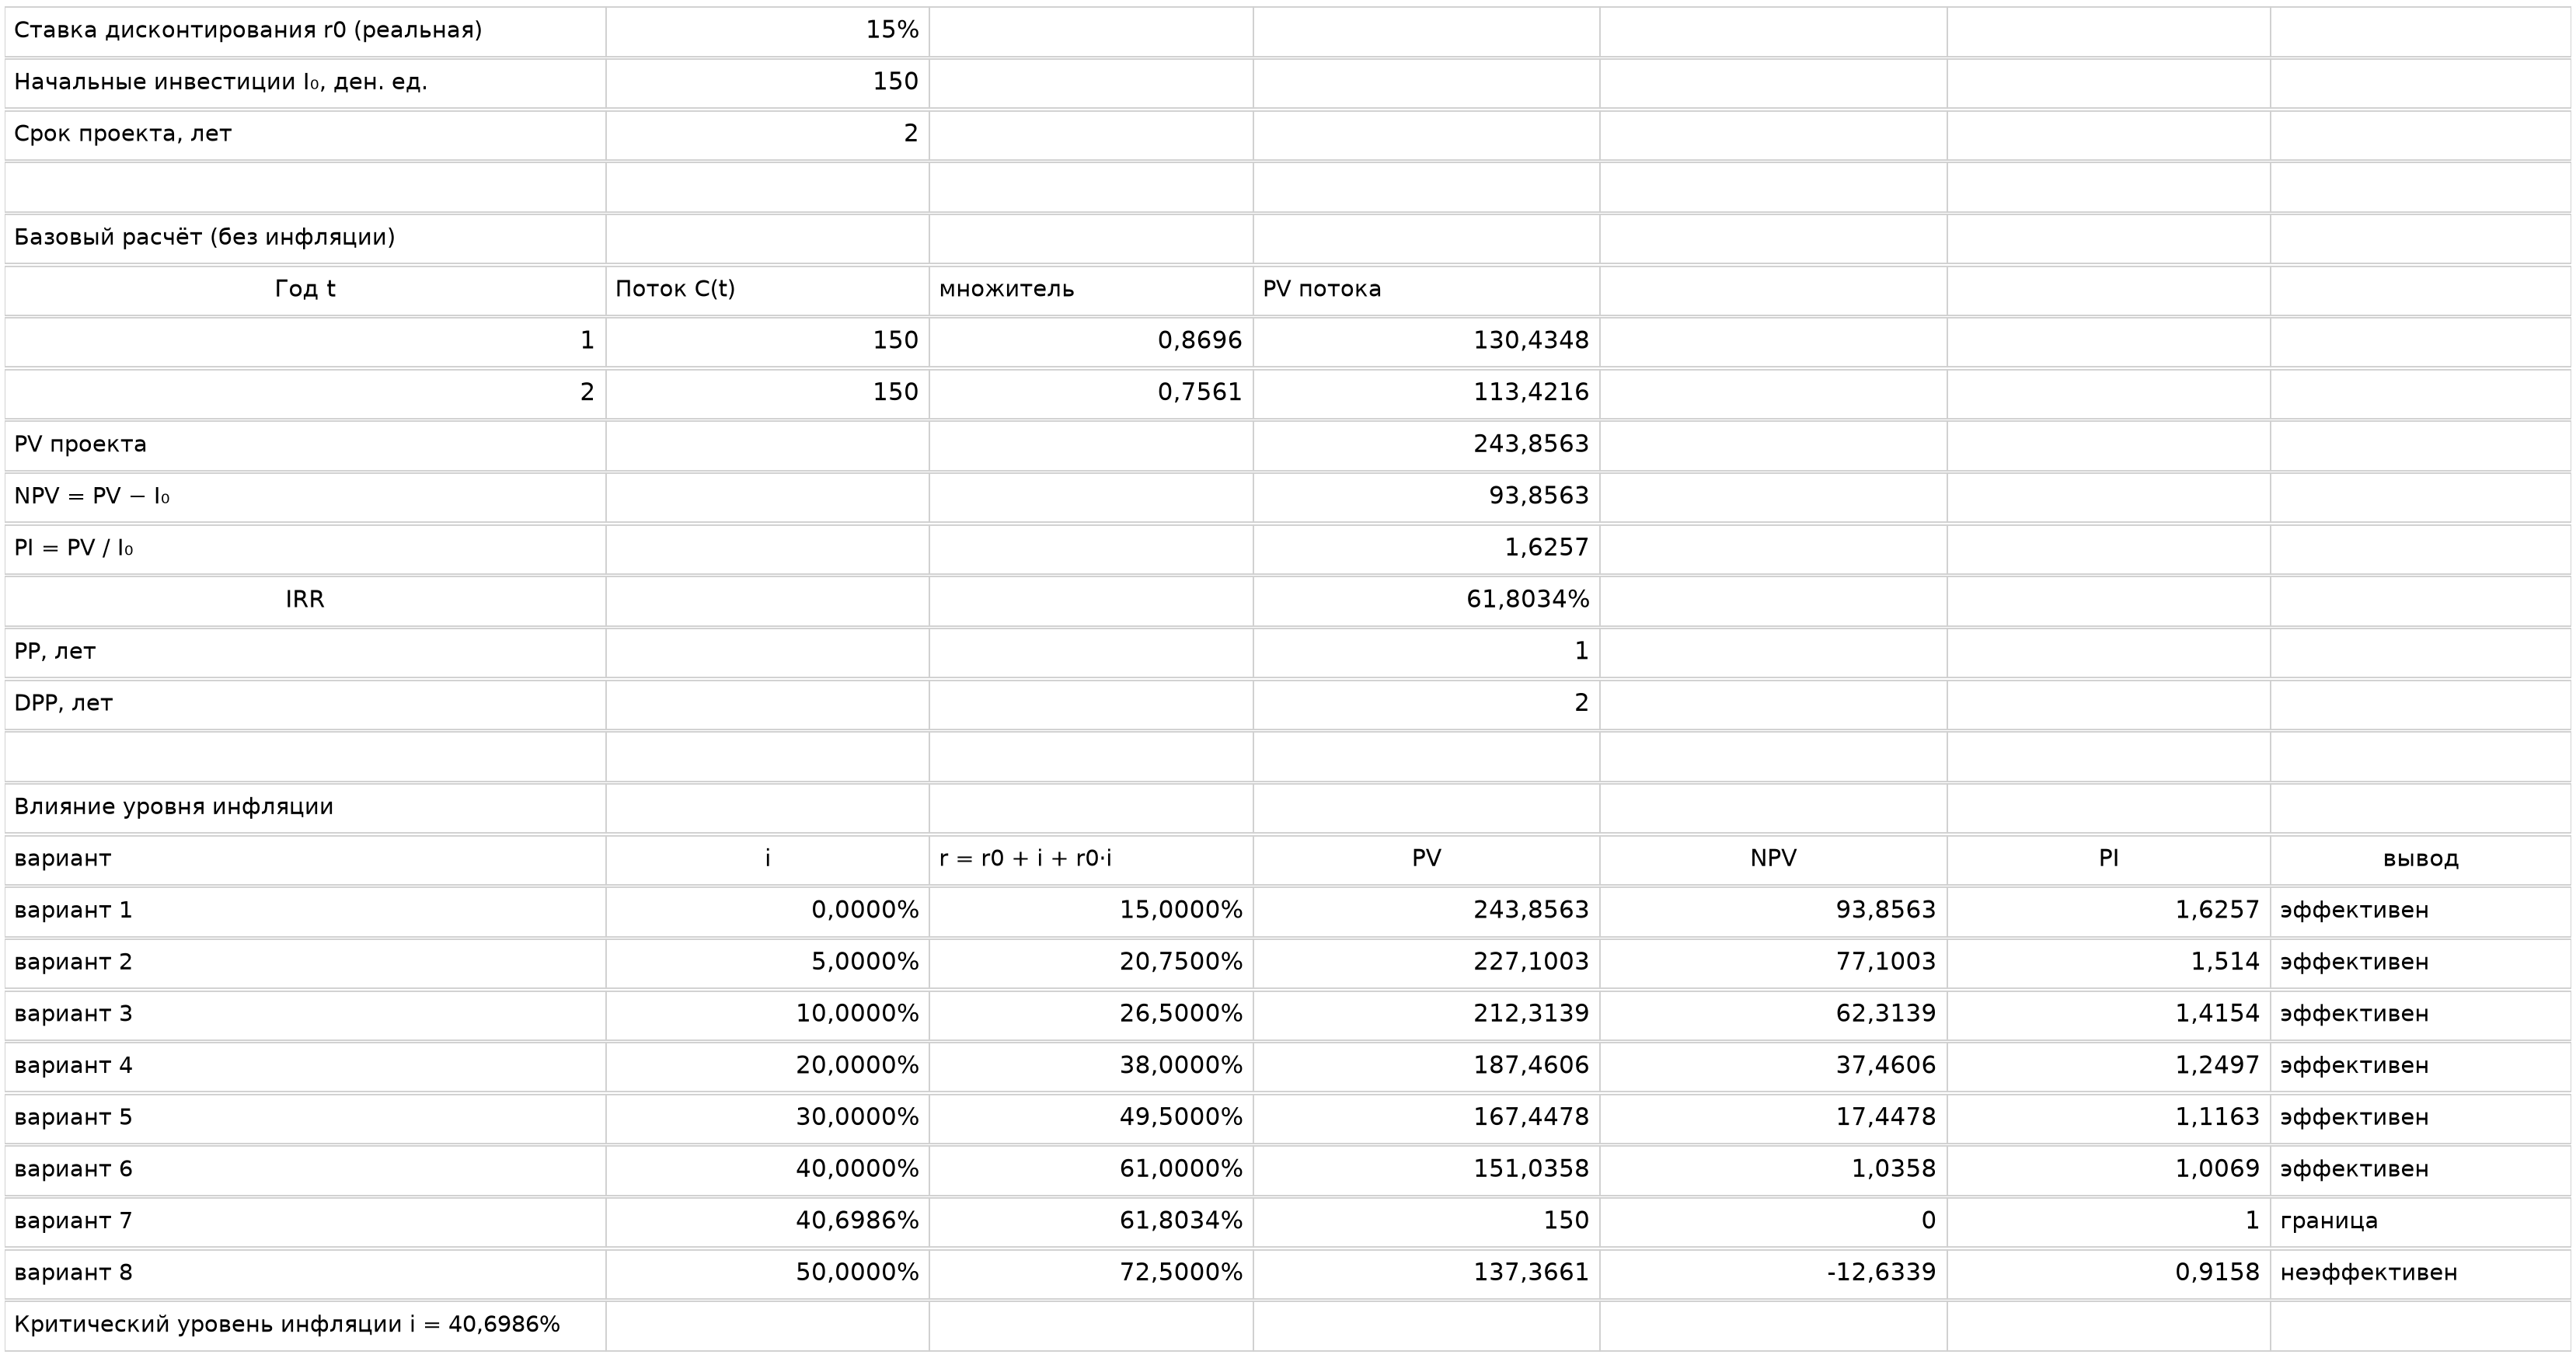 Ставка дисконтирования r0 (реальная) 15%
Начальные инвестиции I₀, ден. ед. 150
Срок проекта, лет 2
Базовый расчёт (без инфляции)
Год t Поток C(t) множитель PV потока
1 150 0,8696 130,4348
2 150 0,7561 113,4216
PV проекта 243,8563
NPV = PV − I₀ 93,8563
PI = PV / I₀ 1,6257
IRR 61,8034%
PP, лет 1
DPP, лет 2
Влияние уровня инфляции
вариант i r = r0 + i + r0·i PV NPV PI вывод
вариант 1 0,0000% 15,0000% 243,8563 93,8563 1,6257 эффективен
вариант 2 5,0000% 20,7500% 227,1003 77,1003 1,514 эффективен
вариант 3 10,0000% 26,5000% 212,3139 62,3139 1,4154 эффективен
вариант 4 20,0000% 38,0000% 187,4606 37,4606 1,2497 эффективен
вариант 5 30,0000% 49,5000% 167,4478 17,4478 1,1163 эффективен
вариант 6 40,0000% 61,0000% 151,0358 1,0358 1,0069 эффективен
вариант 7 40,6986% 61,8034% 150 0 1 граница
вариант 8 50,0000% 72,5000% 137,3661 -12,6339 0,9158 неэффективен
Критический уровень инфляции i = 40,6986%